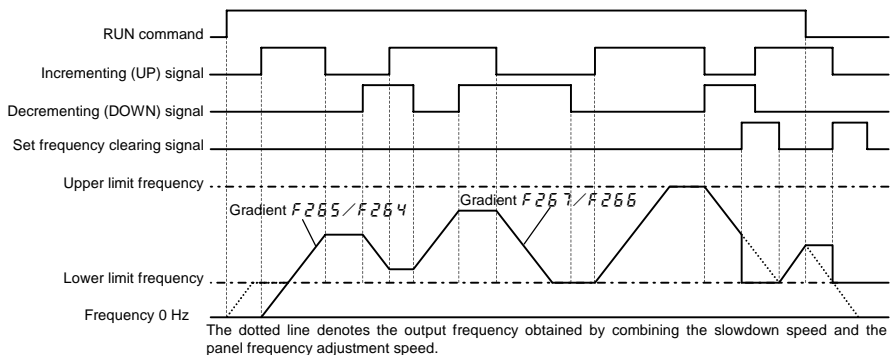 RUN command
Incrementing (UP) signal
Decrementing (DOWN) signal
Set frequency clearing signal
Upper limit frequency
Gradient F265/F264
Gradient F267/F266
Lower limit frequency
Frequency 0 Hz
The dotted line denotes the output frequency obtained by combining the slowdown speed and the
panel frequency adjustment speed.